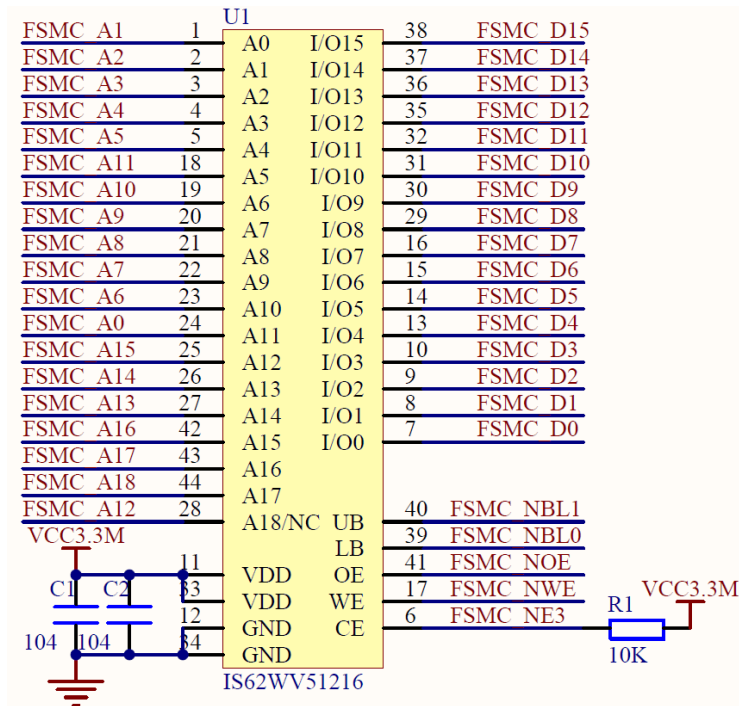 U1
FSMC_A1 1 A0 I/O15 38 FSMC_D15
FSMC_A2 2 A1 I/O14 37 FSMC_D14
FSMC_A3 3 A2 I/O13 36 FSMC_D13
FSMC_A4 4 A3 I/O12 35 FSMC_D12
FSMC_A5 5 A4 I/O11 32 FSMC_D11
FSMC_A11 18 A5 I/O10 31 FSMC_D10
FSMC_A10 19 A6 I/O9 30 FSMC_D9
FSMC_A9 20 A7 I/O8 29 FSMC_D8
FSMC_A8 21 A8 I/O7 16 FSMC_D7
FSMC_A7 22 A9 I/O6 15 FSMC_D6
FSMC_A6 23 A10 I/O5 14 FSMC_D5
FSMC_A0 24 A11 I/O4 13 FSMC_D4
FSMC_A15 25 A12 I/O3 10 FSMC_D3
FSMC_A14 26 A13 I/O2 9 FSMC_D2
FSMC_A13 27 A14 I/O1 8 FSMC_D1
FSMC_A16 42 A15 I/O0 7 FSMC_D0
FSMC_A17 43 A16
FSMC_A18 44 A17
FSMC_A12 28 A18/NC UB 40 FSMC_NBL1
VCC3.3M LB 39 FSMC_NBL0
11 VDD OE 41 FSMC_NOE
C1 C2 33 VDD WE 17 FSMC_NWE VCC3.3M
12 GND CE 6 FSMC_NE3 R1
104 104 34 GND 10K
IS62WV51216